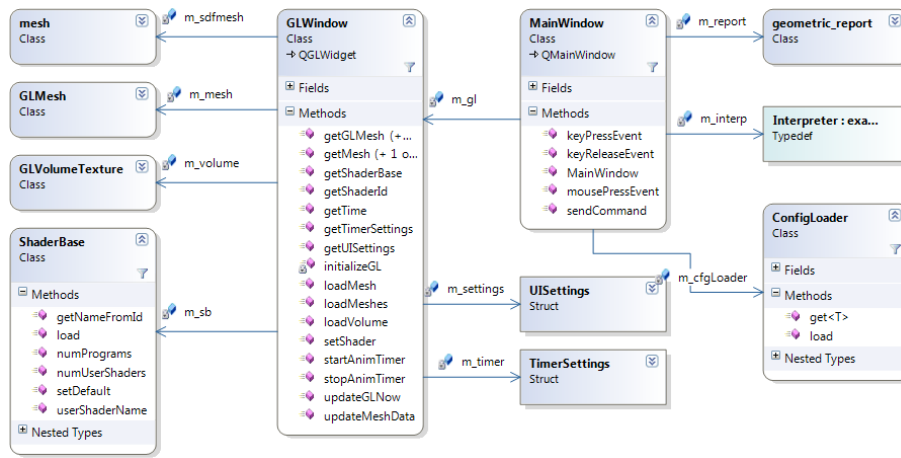 mesh
Class
m_sdfmesh
GLMesh
Class
m_mesh
GLVolumeTexture
Class
m_volume
ShaderBase
Class
Methods
getNameFromId
load
numPrograms
numUserShaders
setDefault
userShaderName
Nested Types
m_sb
GLWindow
Class
QGLWidget
Fields
Methods
getGLMesh (+ ...
getMesh (+ 1 o...
getShaderBase
getShaderId
getTime
getTimerSettings
getUISettings
initializeGL
loadMesh
loadMeshes
loadVolume
setShader
startAnimTimer
stopAnimTimer
updateGLNow
updateMeshData
m_gl
m_settings
m_timer
MainWindow
Class
QMainWindow
Fields
Methods
keyPressEvent
keyReleaseEvent
MainWindow
mousePressEvent
sendCommand
UISettings
Struct
TimerSettings
Struct
m_report
m_interp
m_cfgLoader
geometric_report
Class
Interpreter : exa...
Typedef
ConfigLoader
Class
Fields
Methods
get<T>
load
Nested Types